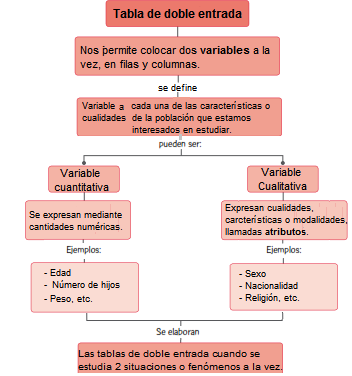 Tabla de doble entrada
Nos permite colocar dos variables a la
vez, en filas y columnas.
se define
Variable a cada una de las características o
cualidades de la población que estamos
interesados en estudiar.
pueden ser:
Variable
cuantitativa
Variable
Cualitativa
Se expresan mediante
cantidades numéricas.
Expresan cualidades,
carcterísticas o modalidades,
llamadas atributos.
Ejemplos:
Ejemplos:
- Edad
- Número de hijos
- Peso, etc.
- Sexo
- Nacionalidad
- Religión, etc.
Se elaboran
Las tablas de doble entrada cuando se
estudia 2 situaciones o fenómenos a la vez.